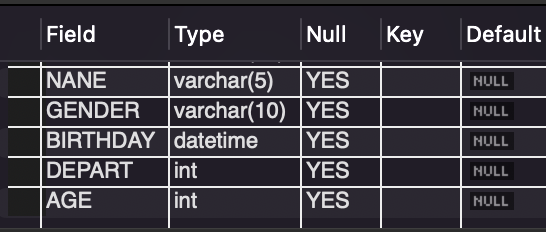 Field Type Null Key Default
NANE varchar(5) YES NULL
GENDER varchar(10) YES NULL
BIRTHDAY datetime YES NULL
DEPART int YES NULL
AGE int YES NULL